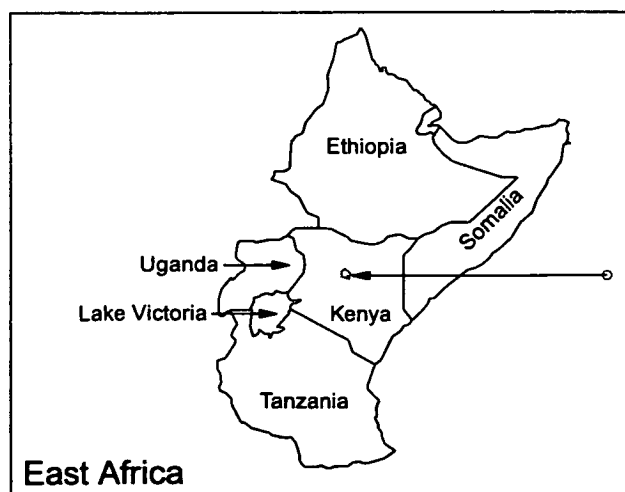 Ethiopia
Somalia
Uganda
Lake Victoria
Kenya
Tanzania
East Africa